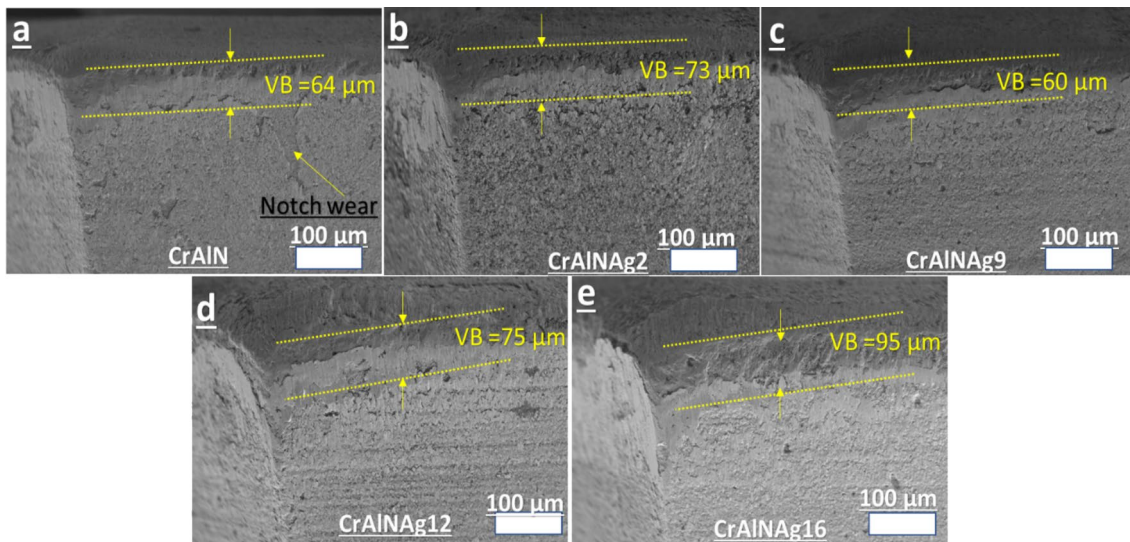 a
VB =64 µm
Notch wear
100 µm
CrAlN
b
VB =73 µm
100 µm
CrAlNAg2
c
VB =60 µm
100 µm
CrAlNAg9
d
VB =75 µm
100 µm
CrAlNAg12
e
VB =95 µm
100 µm
CrAlNAg16